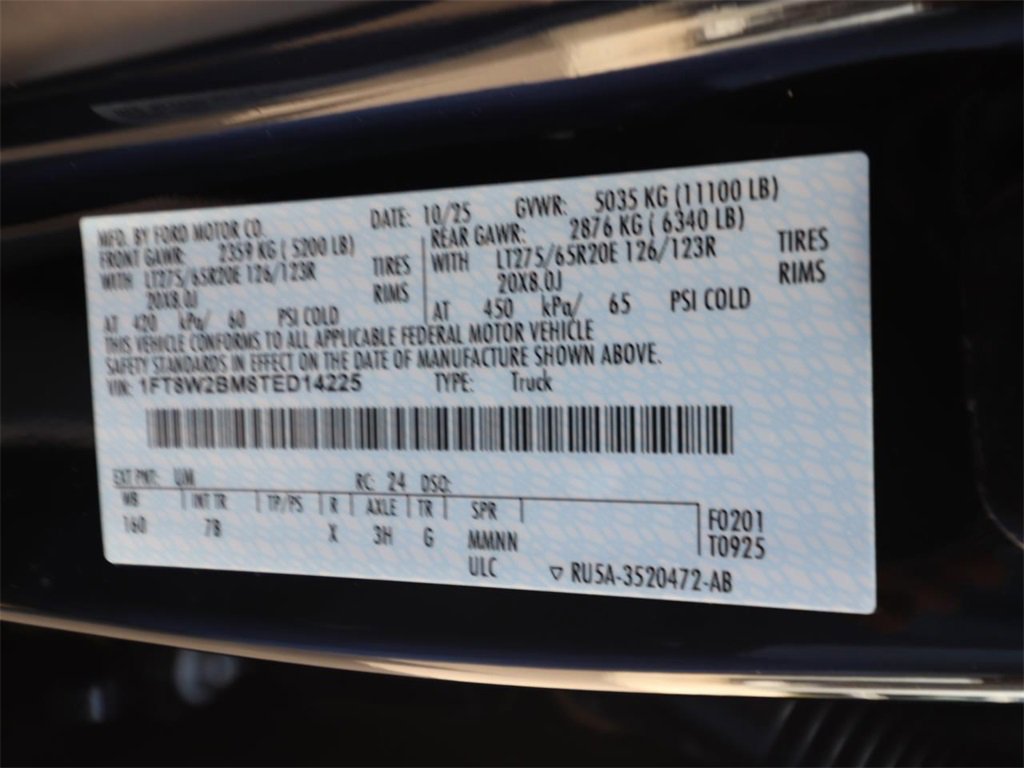 MFD. BY FORD MOTOR CO. DATE: 10/25 GVWR: 5035 KG (11100 LB)
FRONT GAWR: 2359 KG ( 5200 LB) REAR GAWR: 2876 KG ( 6340 LB)
WITH LT275/65R20E 126/123R TIRES WITH LT275/65R20E 126/123R TIRES
20X8.0J RIMS 20X8.0J RIMS
AT 420 kPa/ 60 PSI COLD AT 450 kPa/ 65 PSI COLD
THIS VEHICLE CONFORMS TO ALL APPLICABLE FEDERAL MOTOR VEHICLE
SAFETY STANDARDS IN EFFECT ON THE DATE OF MANUFACTURE SHOWN ABOVE.
VIN: 1FT8W2BM8TED14225 TYPE: Truck
EXT PNT: UM RC: 24 DSO:
WB INT TR TP/PS R AXLE TR SPR
160 7B X 3H G MMNN
ULC
F0201
T0925
▽ RU5A-3520472-AB